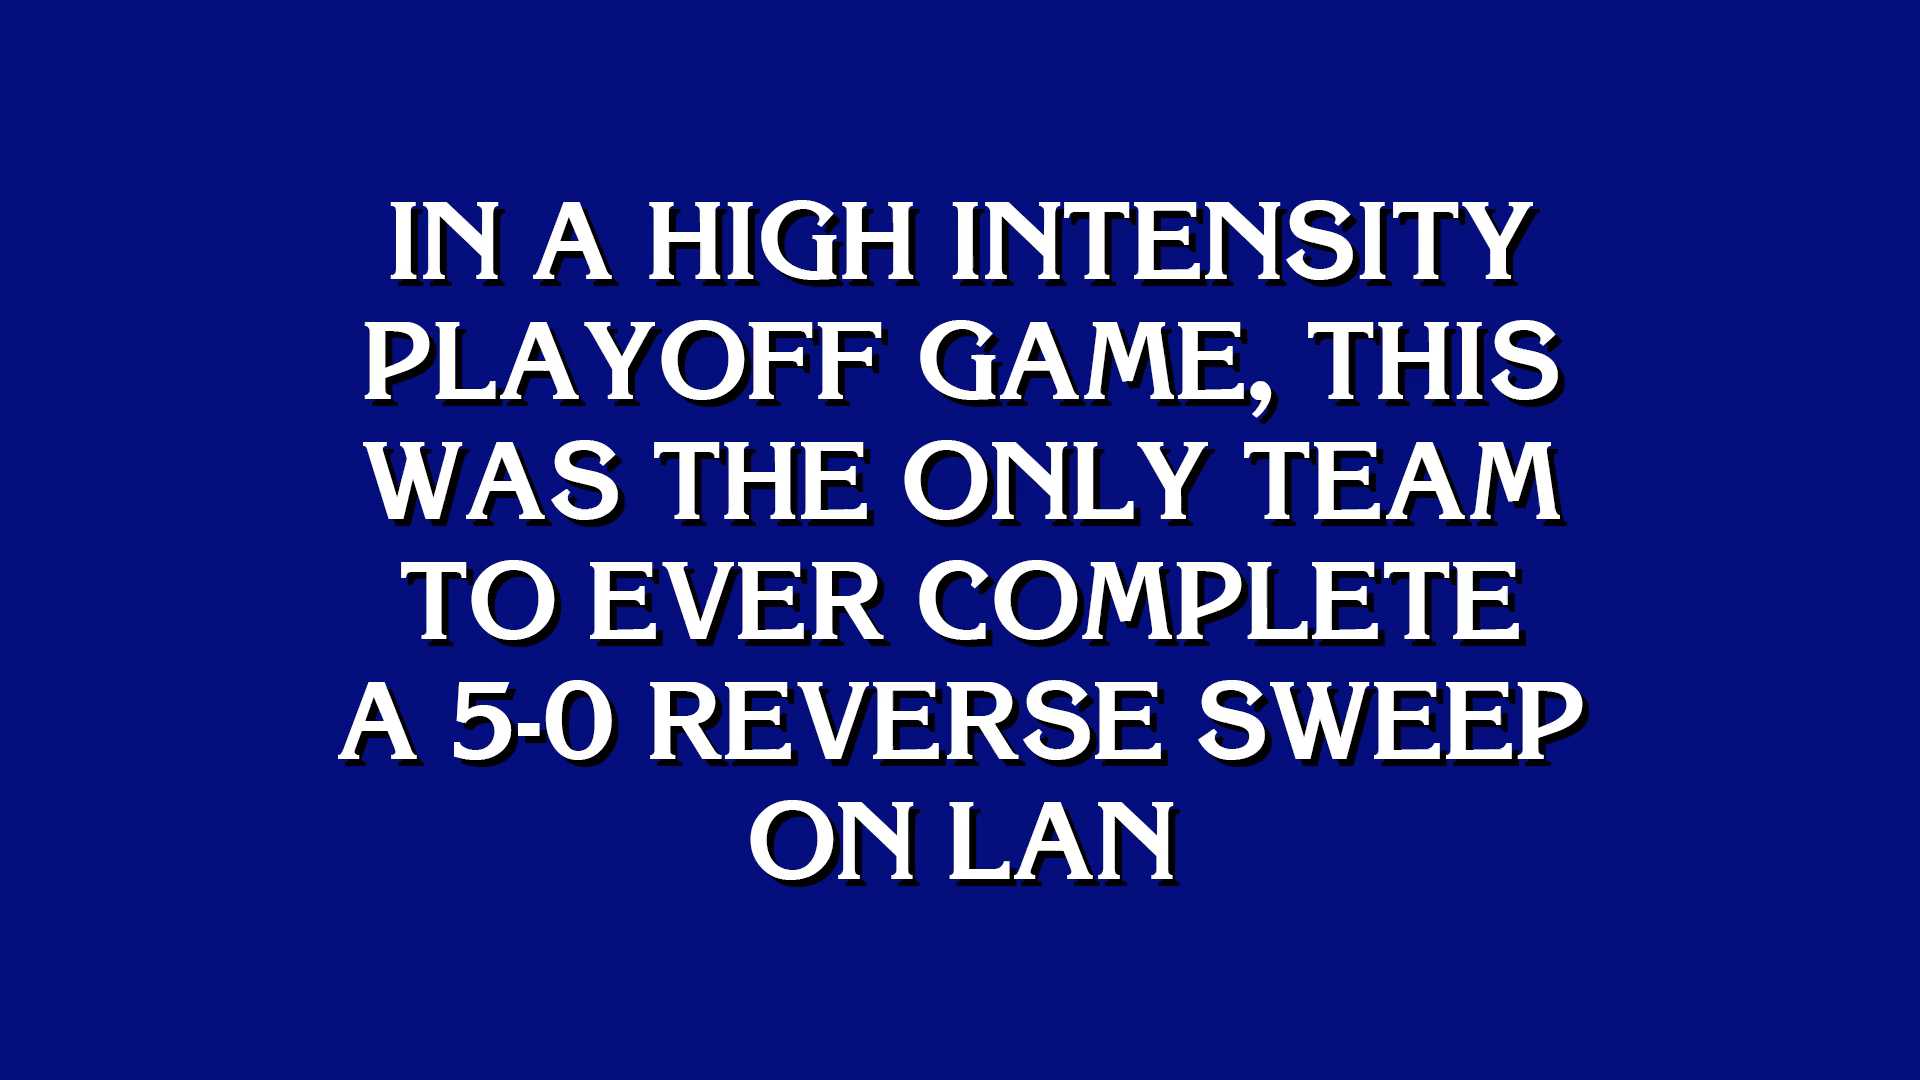 IN A HIGH INTENSITY
PLAYOFF GAME, THIS
WAS THE ONLY TEAM
TO EVER COMPLETE
A 5-0 REVERSE SWEEP
ON LAN